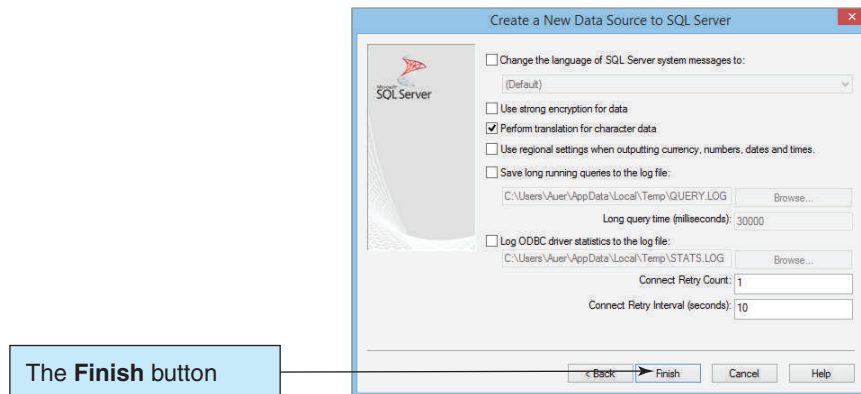 Create a New Data Source to SQL Server
Microsoft
SQL Server
Change the language of SQL Server system messages to:
(Default)
Use strong encryption for data
Perform translation for character data
Use regional settings when outputting currency, numbers, dates and times.
Save long running queries to the log file:
C:\Users\Auer\AppData\Local\Temp\QUERY.LOG Browse...
Long query time (milliseconds): 30000
Log ODBC driver statistics to the log file:
C:\Users\Auer\AppData\Local\Temp\STATS.LOG Browse...
Connect Retry Count: 1
Connect Retry Interval (seconds): 10
The Finish button
< Back Finish Cancel Help